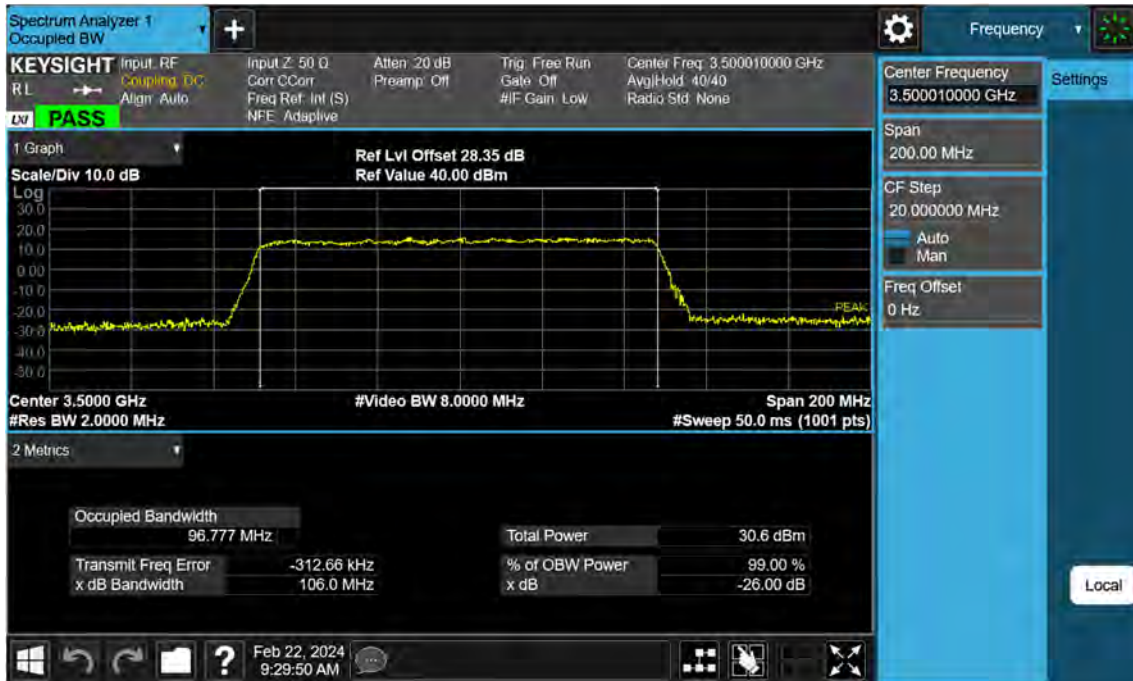 Spectrum Analyzer 1
Occupied BW
+
Frequency
KEYSIGHT
RL
LXI
PASS
Input: RF
Coupling: DC
Align: Auto
Input Z: 50 Ω
Corr CCorr
Freq Ref: Int (S)
NFE: Adaptive
Atten: 20 dB
Preamp: Off
Trig: Free Run
Gate: Off
#IF Gain: Low
Center Freq: 3.500010000 GHz
Avg|Hold: 40/40
Radio Std: None
Center Frequency
3.500010000 GHz
Settings
Span
200.00 MHz
CF Step
20.000000 MHz
Auto
Man
Freq Offset
0 Hz
1 Graph
Scale/Div 10.0 dB
Ref Lvl Offset 28.35 dB
Ref Value 40.00 dBm
Log
30.0
20.0
10.0
0.00
-10.0
-20.0
-30.0
-40.0
-50.0
PEAK
Center 3.5000 GHz
#Video BW 8.0000 MHz
Span 200 MHz
#Res BW 2.0000 MHz
#Sweep 50.0 ms (1001 pts)
2 Metrics
Occupied Bandwidth
96.777 MHz
Total Power 30.6 dBm
Transmit Freq Error -312.66 kHz
% of OBW Power 99.00 %
x dB Bandwidth 106.0 MHz
x dB -26.00 dB
Local
?
Feb 22, 2024
9:29:50 AM